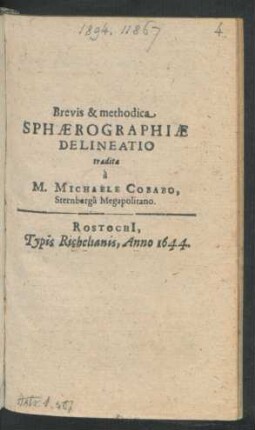 1894. 11867
4.
Brevis & methodica
SPHÆROGRAPHIÆ
DELINEATIO
tradita
à
M. MICHAELE COBABO,
Sternbergâ Megapolitano.
ROSTOCHI,
Typis Richelianis, Anno 1644.